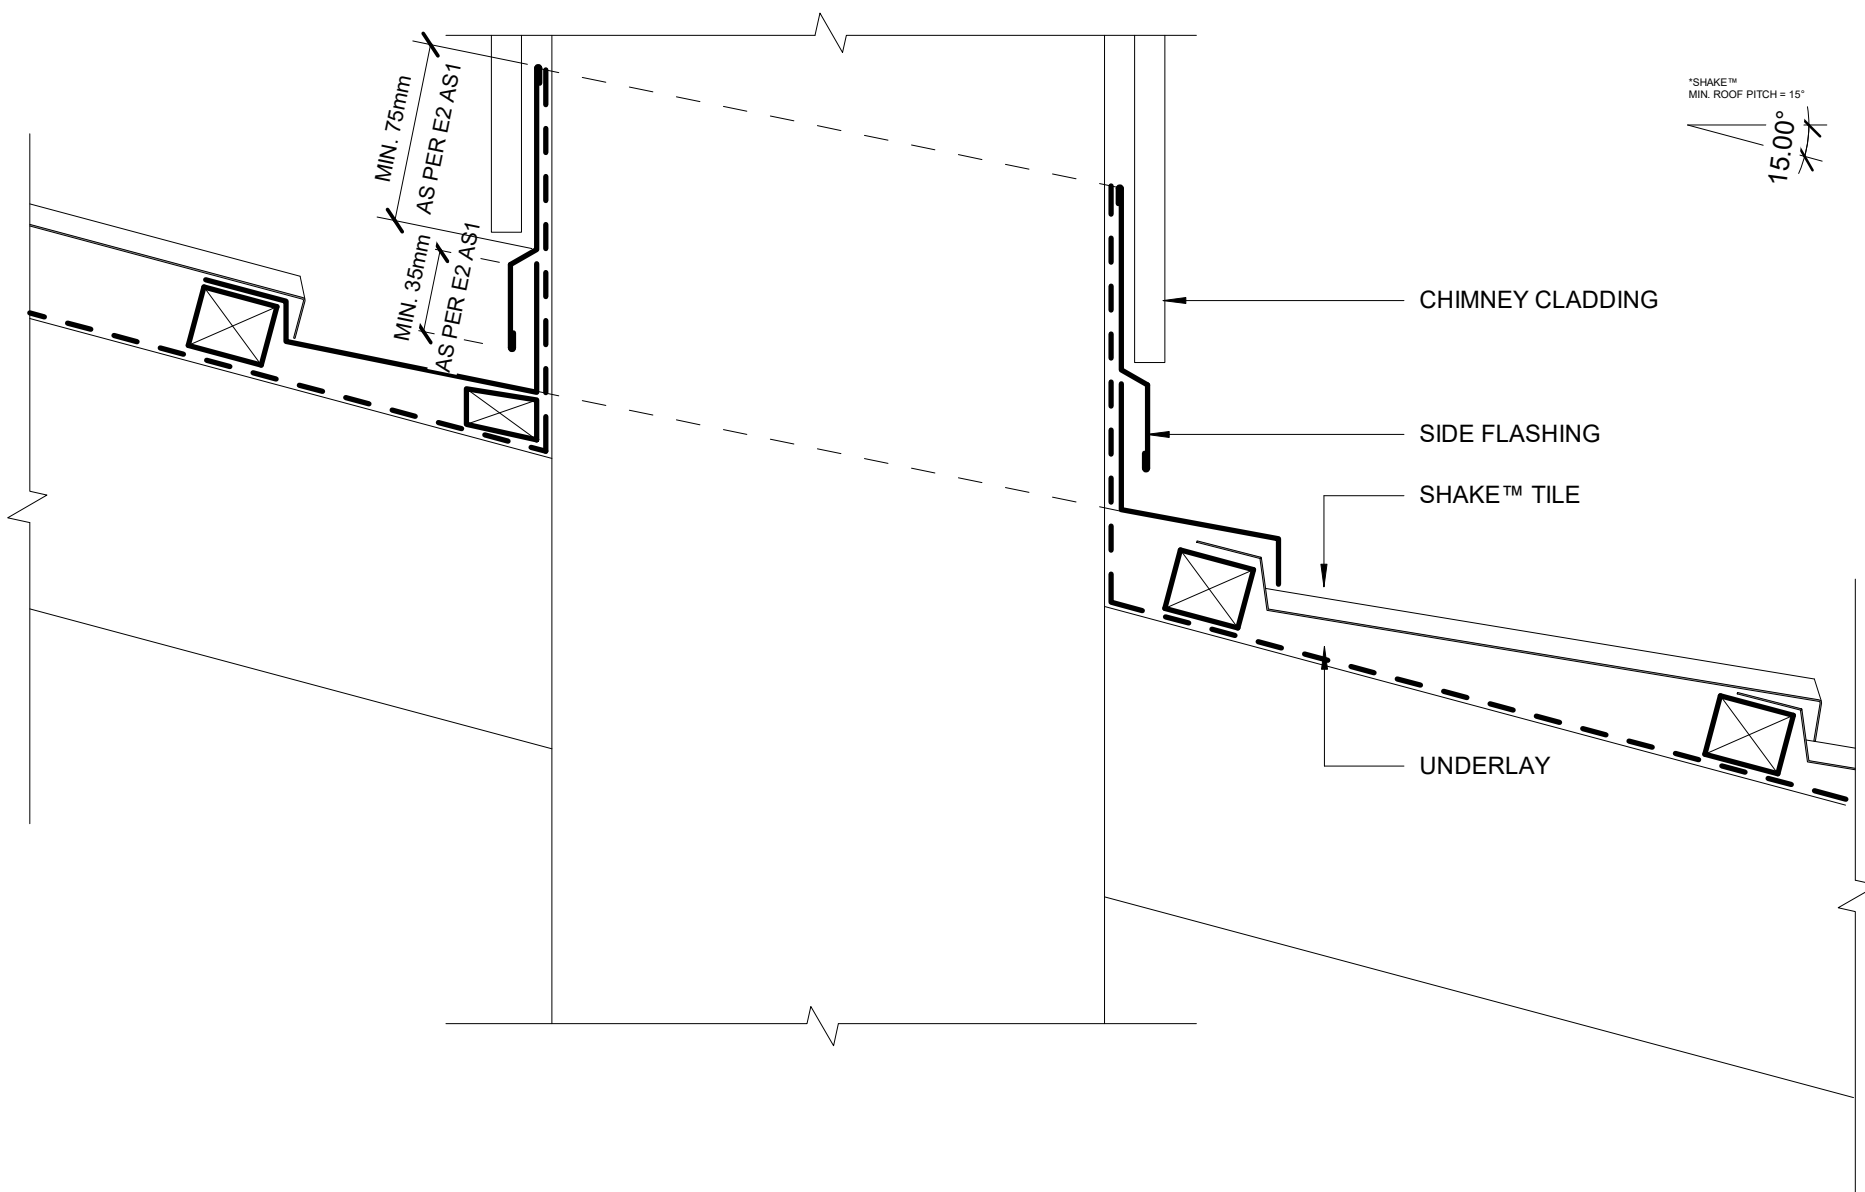 MIN. 75mm
AS PER E2 AS1
MIN. 35mm
AS PER E2 AS1
*SHAKE™
MIN. ROOF PITCH = 15°
15.00°
CHIMNEY CLADDING
SIDE FLASHING
SHAKE™ TILE
UNDERLAY